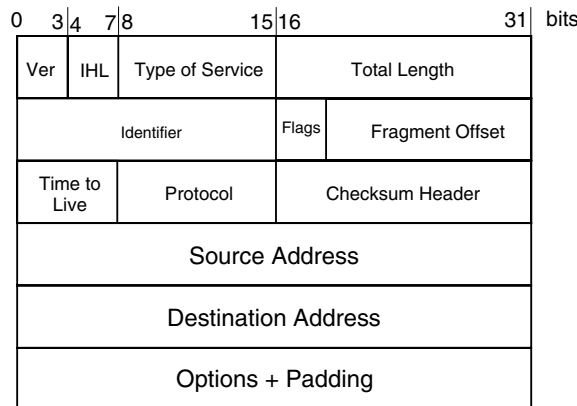 0 3 4 7 8 15 16 31 bits
Ver IHL Type of Service Total Length
Identifier Flags Fragment Offset
Time to
Live
Protocol Checksum Header
Source Address
Destination Address
Options + Padding